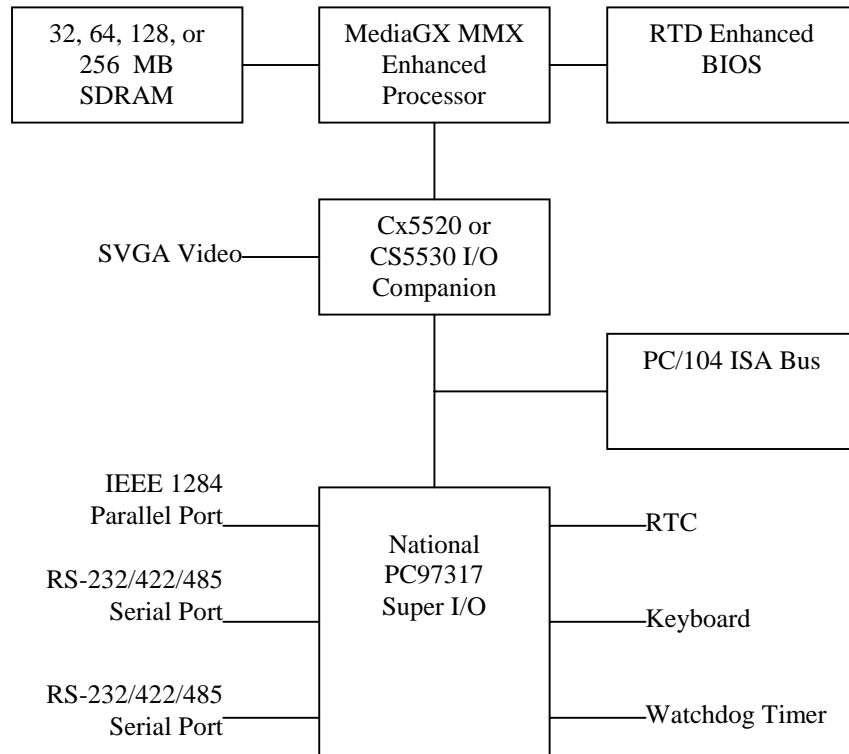 32, 64, 128, or
256 MB
SDRAM
MediaGX MMX
Enhanced
Processor
RTD Enhanced
BIOS
SVGA Video
Cx5520 or
CS5530 I/O
Companion
PC/104 ISA Bus
IEEE 1284
Parallel Port
RS-232/422/485
Serial Port
RS-232/422/485
Serial Port
National
PC97317
Super I/O
RTC
Keyboard
Watchdog Timer